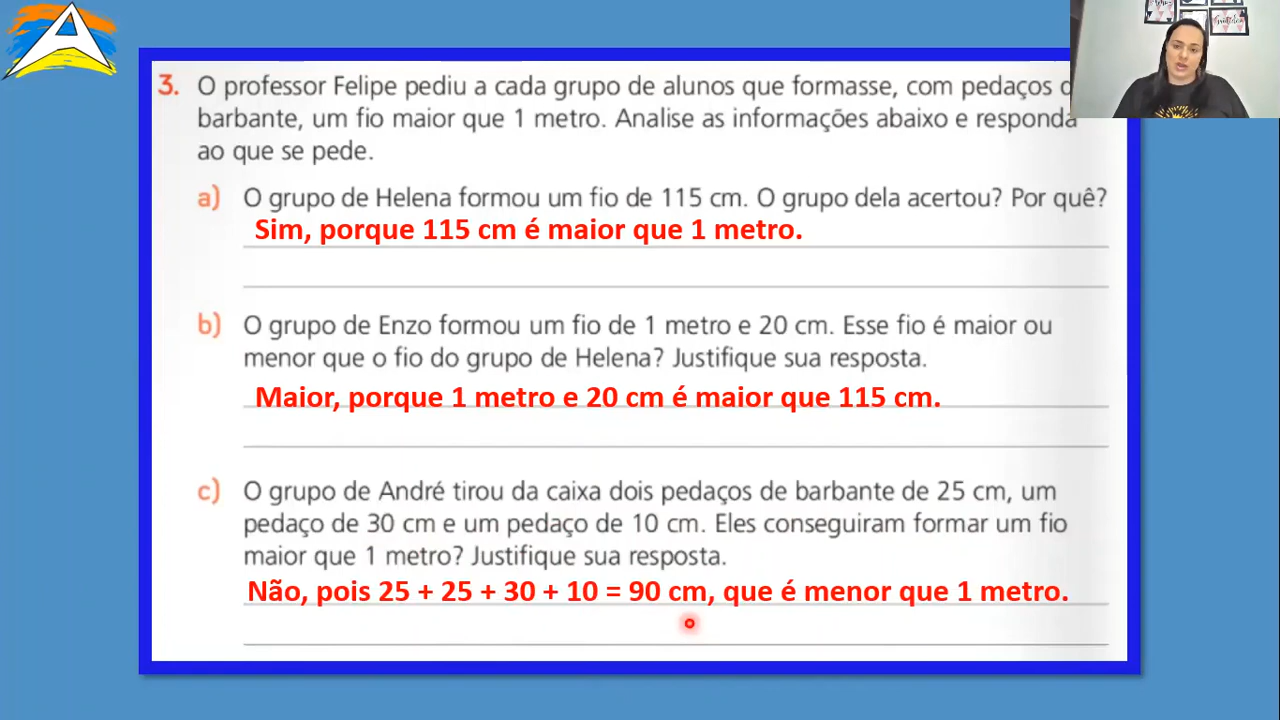 3. O professor Felipe pediu a cada grupo de alunos que formasse, com pedaços
barbante, um fio maior que 1 metro. Analise as informações abaixo e responda
ao que se pede.
a) O grupo de Helena formou um fio de 115 cm. O grupo dela acertou? Por quê?
Sim, porque 115 cm é maior que 1 metro.
b) O grupo de Enzo formou um fio de 1 metro e 20 cm. Esse fio é maior ou
menor que o fio do grupo de Helena? Justifique sua resposta.
Maior, porque 1 metro e 20 cm é maior que 115 cm.
c) O grupo de André tirou da caixa dois pedaços de barbante de 25 cm, um
pedaço de 30 cm e um pedaço de 10 cm. Eles conseguiram formar um fio
maior que 1 metro? Justifique sua resposta.
Não, pois 25 + 25 + 30 + 10 = 90 cm, que é menor que 1 metro.